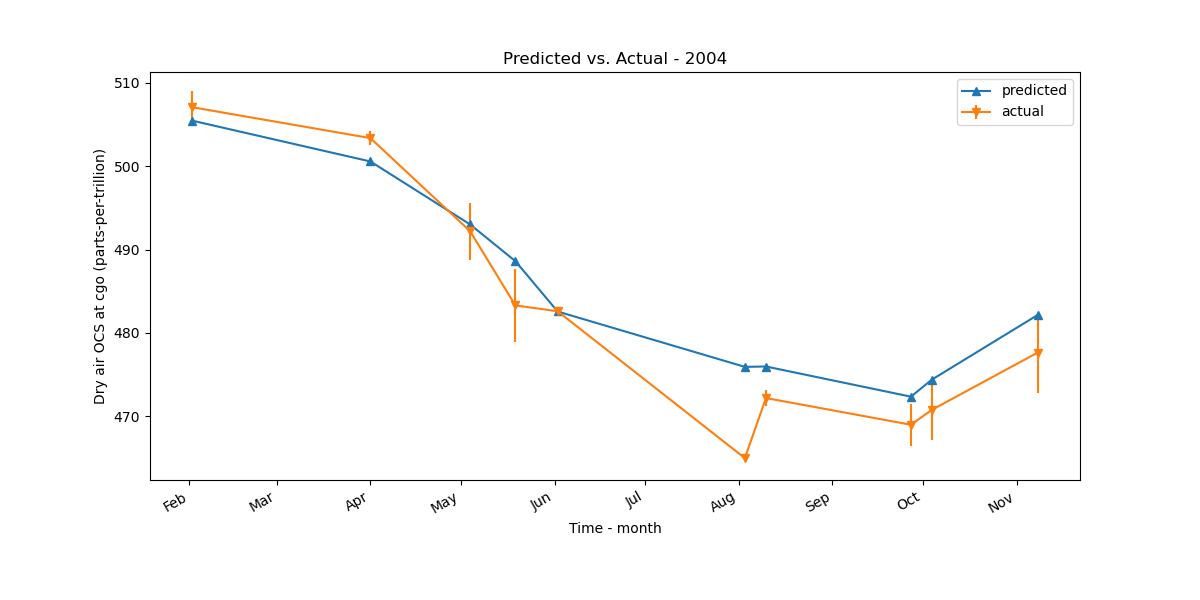 Predicted vs. Actual - 2004
predicted
actual
Dry air OCS at cgo (parts-per-trillion)
510
500
490
480
470
Feb
Mar
Apr
May
Jun
Jul
Aug
Sep
Oct
Nov
Time - month